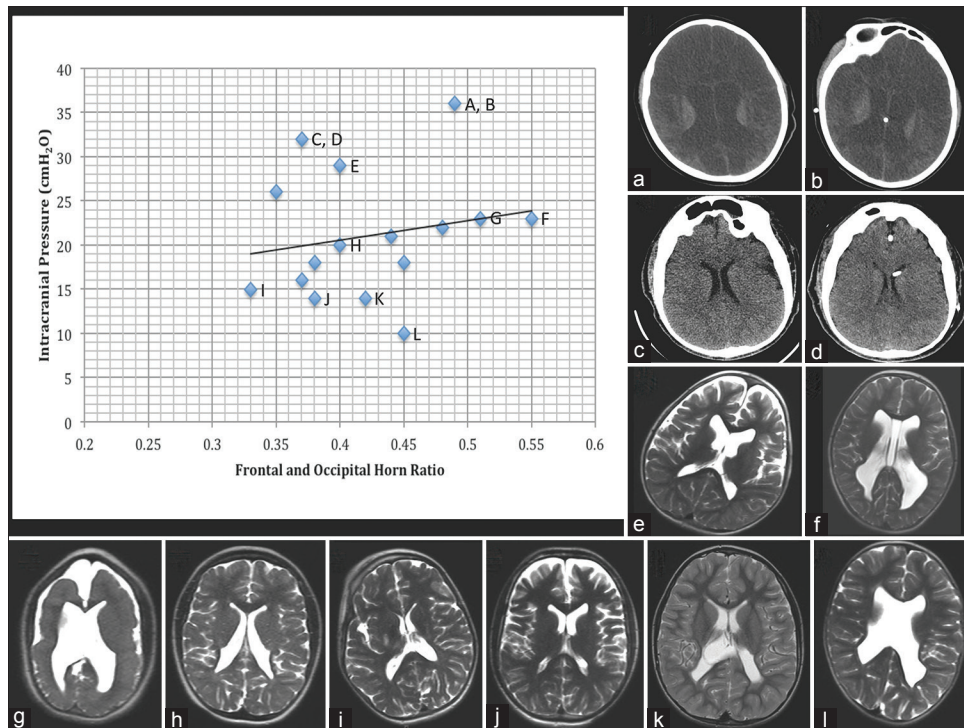 40
35
30
25
20
15
10
5
0
0.2 0.25 0.3 0.35 0.4 0.45 0.5 0.55 0.6
Intracranial Pressure (cmH₂O)
Frontal and Occipital Horn Ratio
A, B
C, D
E
G
F
H
I
J
K
L
a
b
c
d
e
f
g
h
i
j
k
l